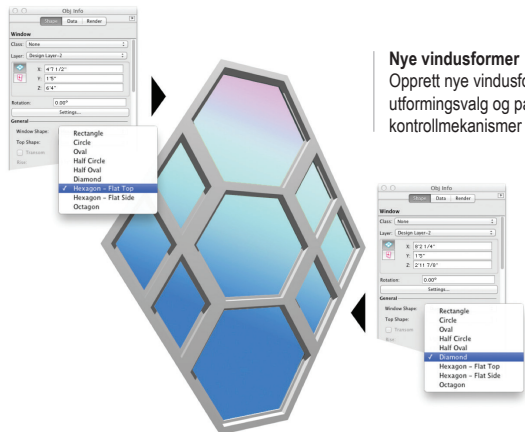 Obj Info
Shape Data Render
Window
Class: None
Layer: Design Layer-2
X: 4'7 1/2"
Y: 1'5"
Z: 6'4"
Rotation: 0.00°
Settings...
General
Window Shape:
Top Shape:
Transom
Rise
Rectangle
Circle
Oval
Half Circle
Half Oval
Diamond
✓ Hexagon - Flat Top
Hexagon - Flat Side
Octagon
Nye vindusformer
Opprett nye vindusfo
utformingsvalg og pa
kontrollmekanismer
Obj Info
Shape Data Render
Window
Class: None
Layer: Design Layer-2
X: 9'2 1/4"
Y: 1'5"
Z: 2'11 7/8"
Rotation: 0.00°
Settings...
General
Window Shape:
Top Shape:
Transom
Rise
Rectangle
Circle
Oval
Half Circle
Half Oval
✓ Diamond
Hexagon - Flat Top
Hexagon - Flat Side
Octagon